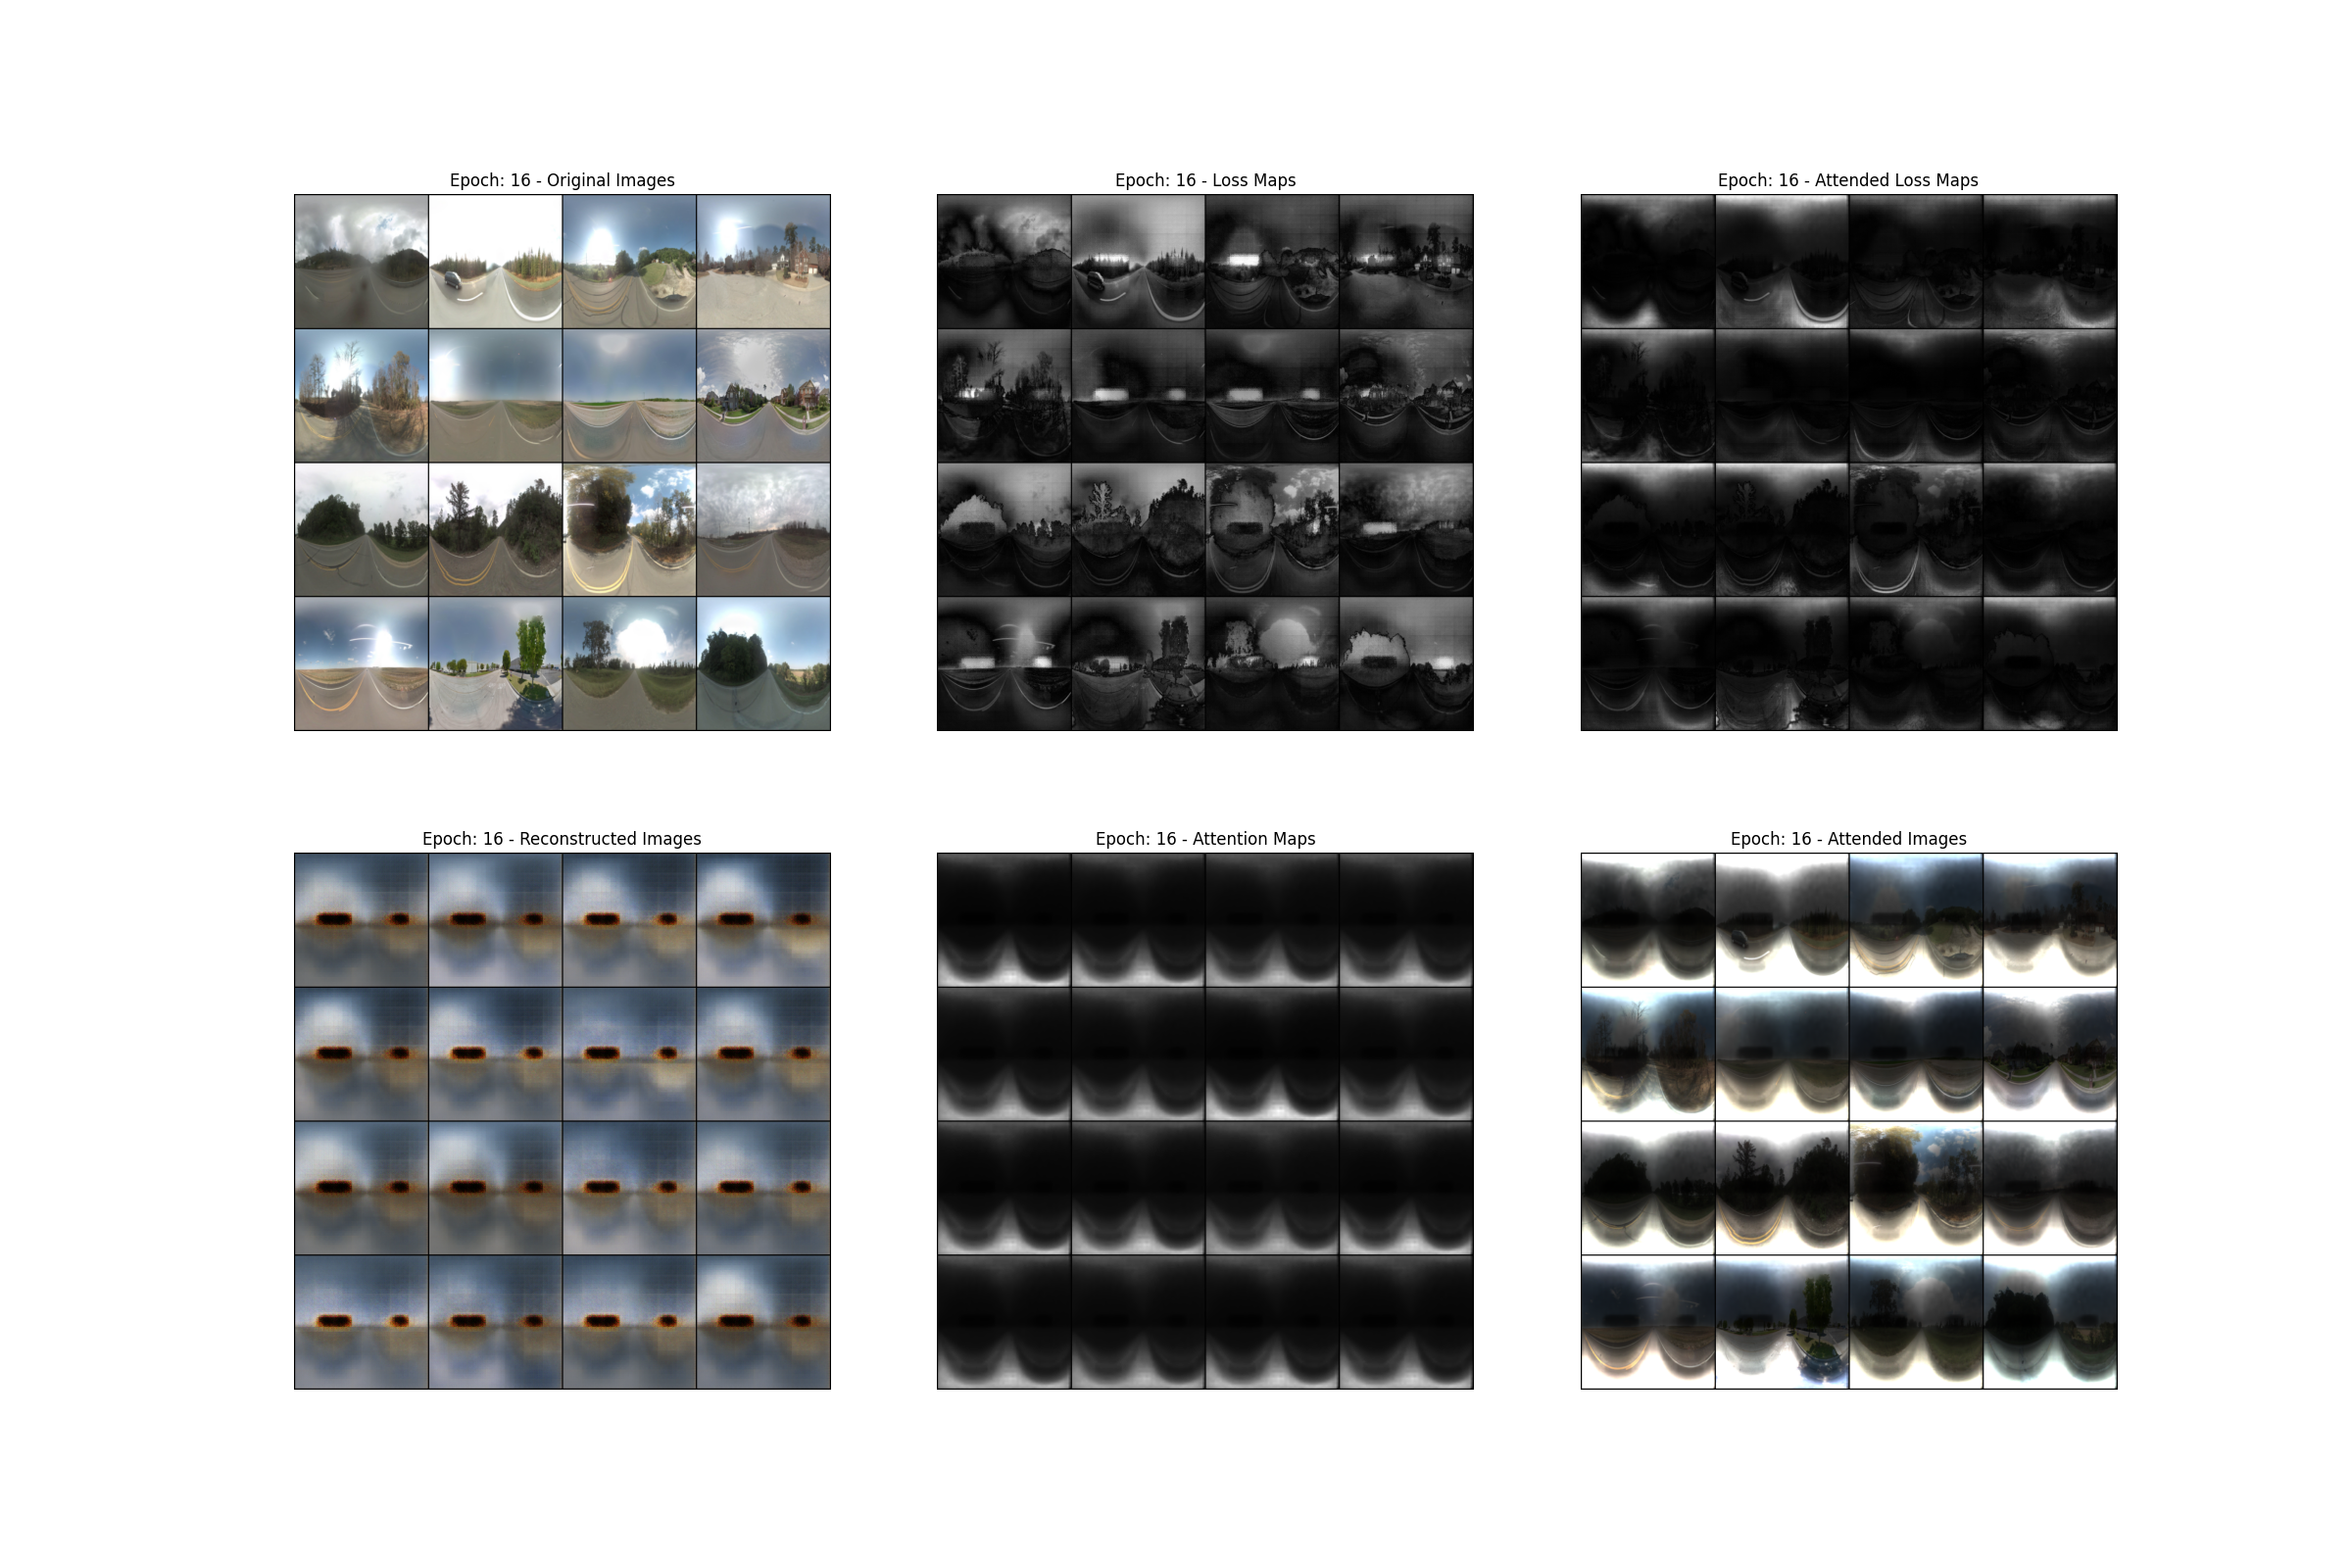 Epoch: 16 - Original Images
Epoch: 16 - Loss Maps
Epoch: 16 - Attended Loss Maps
Epoch: 16 - Reconstructed Images
Epoch: 16 - Attention Maps
Epoch: 16 - Attended Images